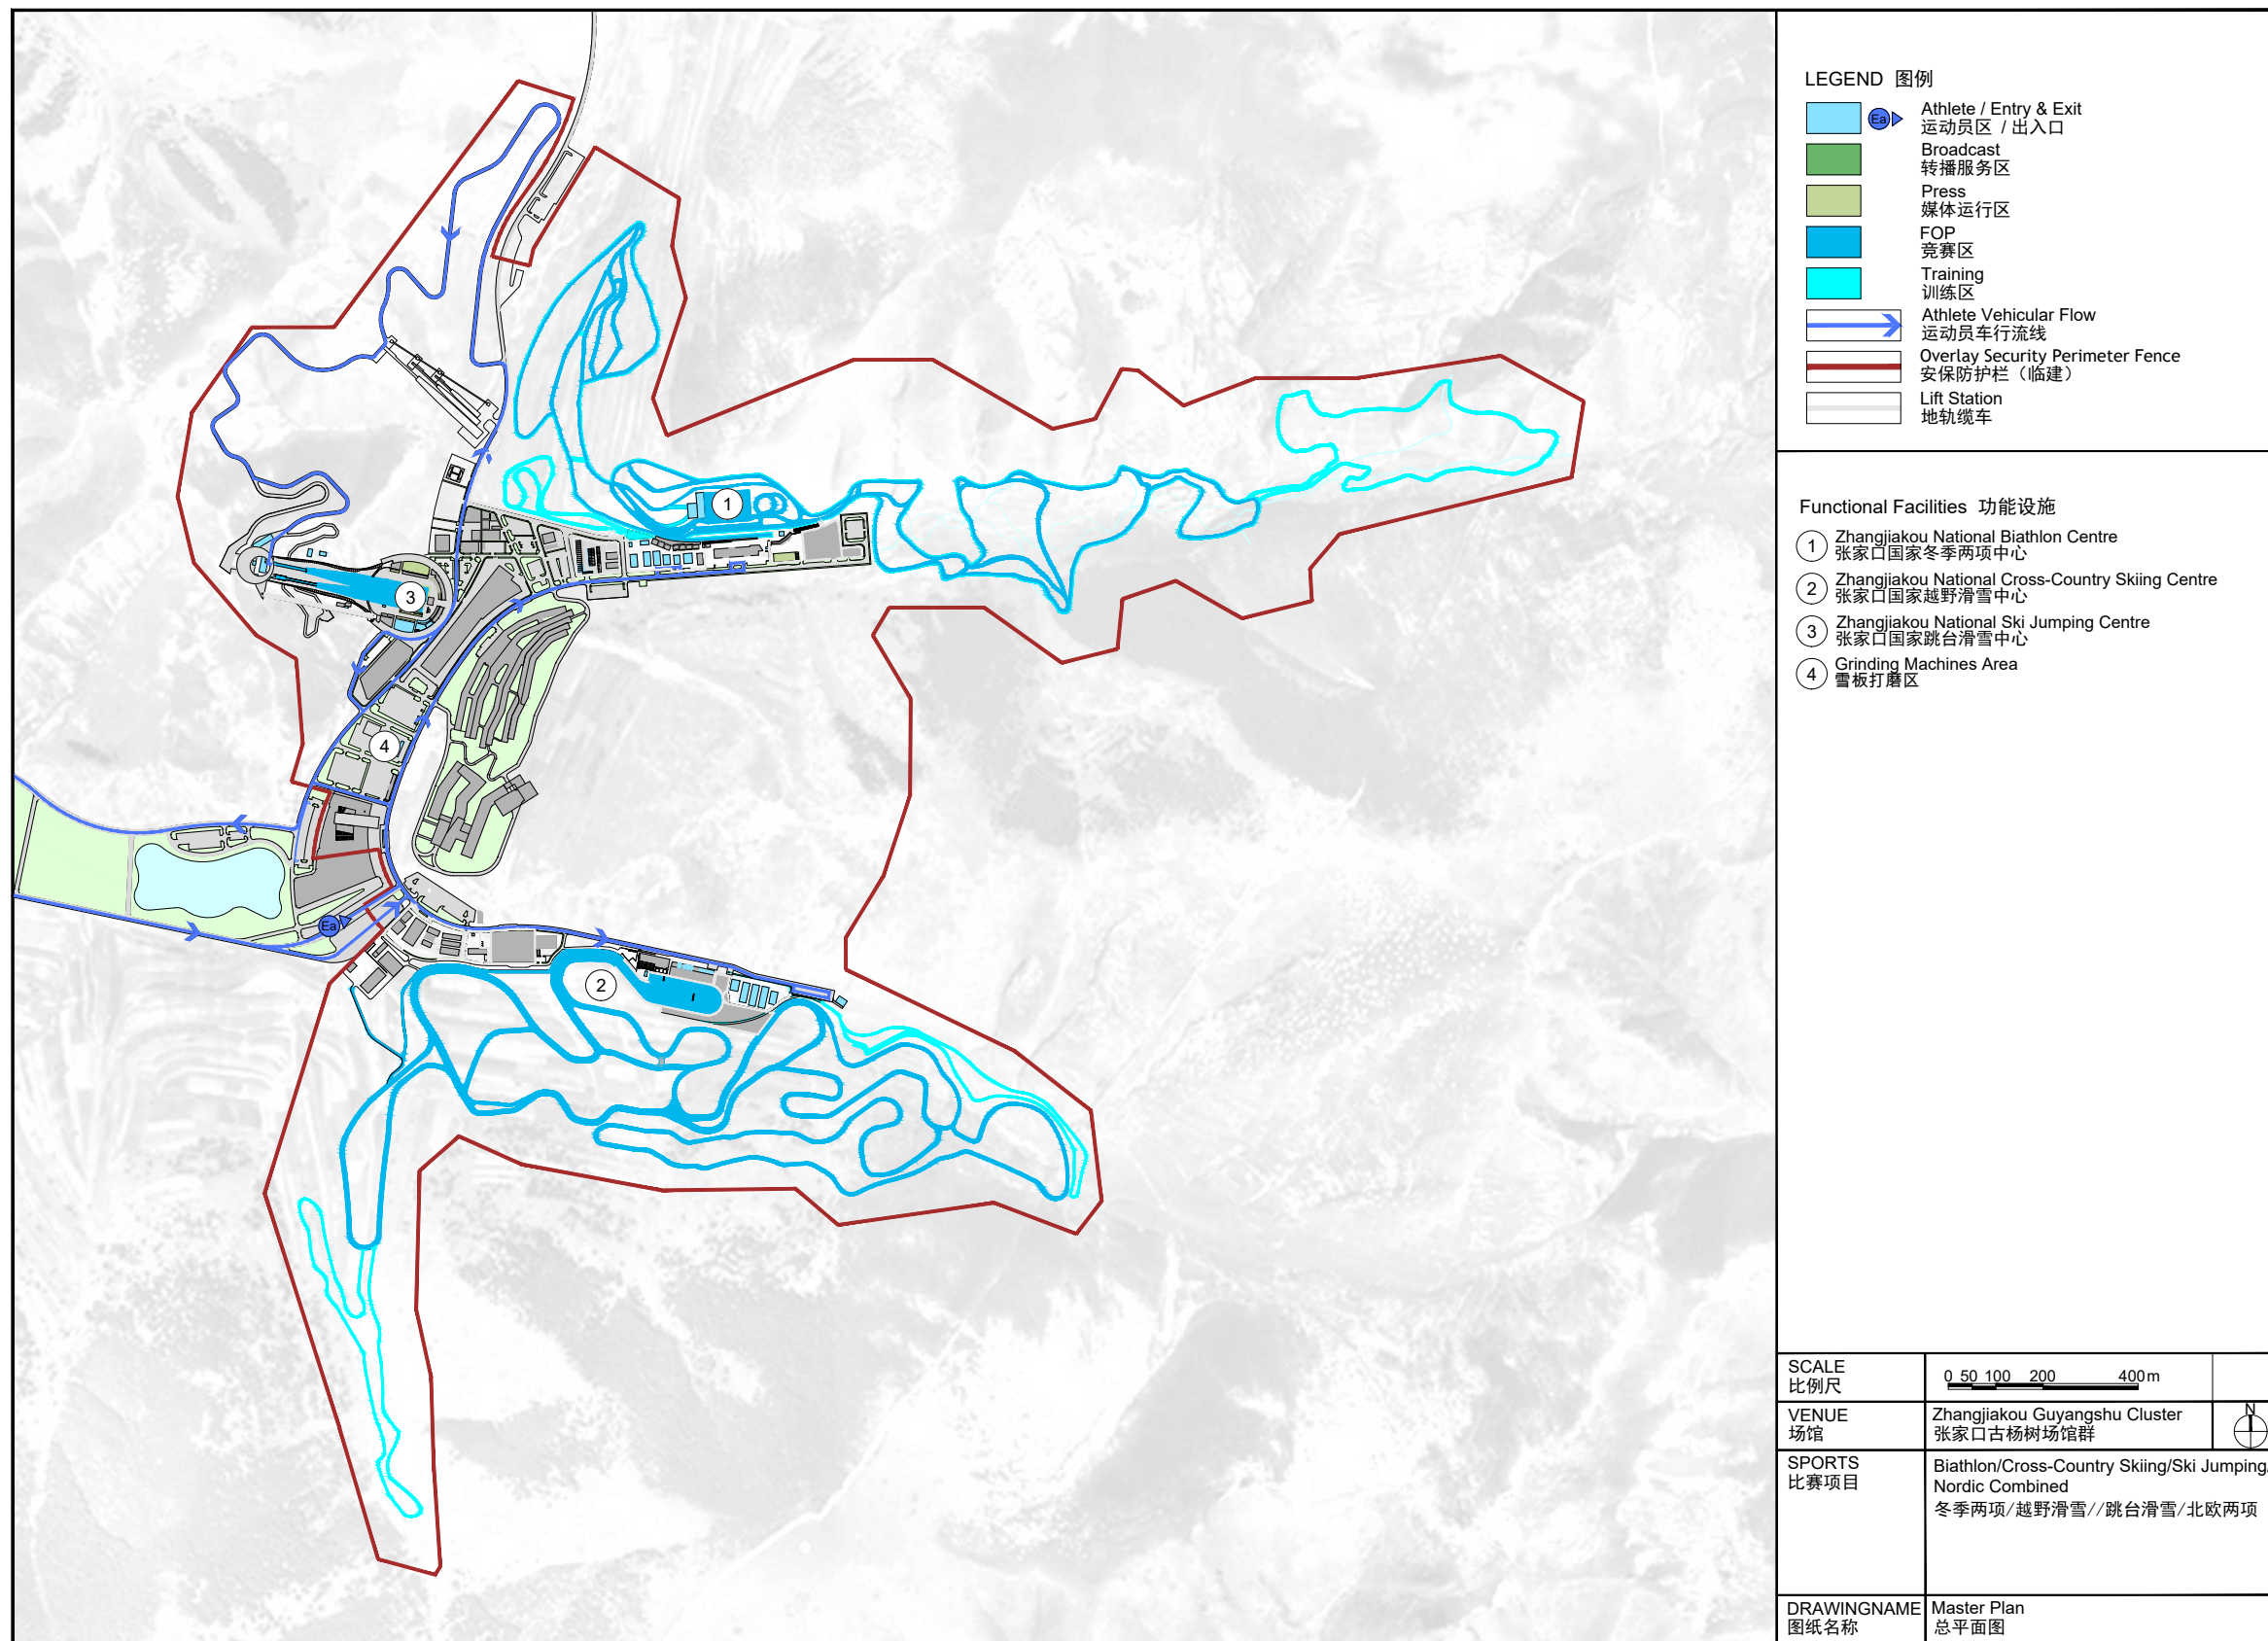 LEGEND 图例
Ea
Athlete / Entry & Exit
运动员区 / 出入口
Broadcast
转播服务区
Press
媒体运行区
FOP
竞赛区
Training
训练区
Athlete Vehicular Flow
运动员车行流线
Overlay Security Perimeter Fence
安保防护栏（临建）
Lift Station
地轨缆车
Functional Facilities 功能设施
1 Zhangjiakou National Biathlon Centre
张家口国家冬季两项中心
2 Zhangjiakou National Cross-Country Skiing Centre
张家口国家越野滑雪中心
3 Zhangjiakou National Ski Jumping Centre
张家口国家跳台滑雪中心
4 Grinding Machines Area
雪板打磨区
1
3
4
Ea
2
SCALE
比例尺
0 50 100 200 400m
VENUE
场馆
Zhangjiakou Guyangshu Cluster
张家口古杨树场馆群
N
SPORTS
比赛项目
Biathlon/Cross-Country Skiing/Ski Jumping/
Nordic Combined
冬季两项/越野滑雪//跳台滑雪/北欧两项
DRAWINGNAME
图纸名称
Master Plan
总平面图